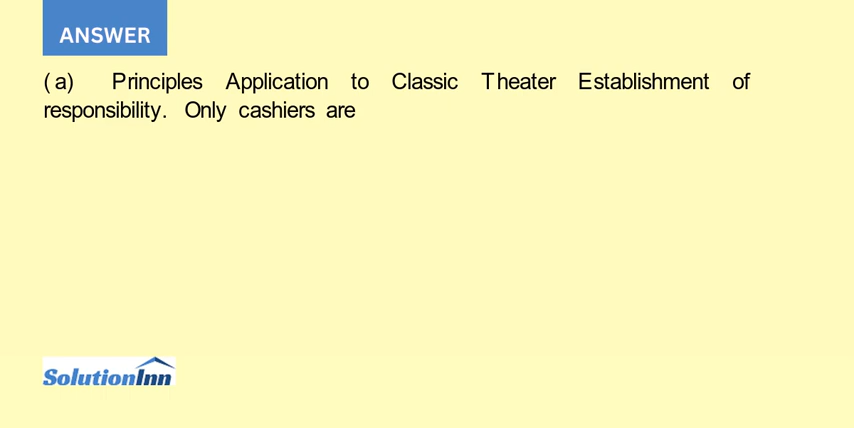 ANSWER
(a) Principles Application to Classic Theater Establishment of
responsibility. Only cashiers are
SolutionInn